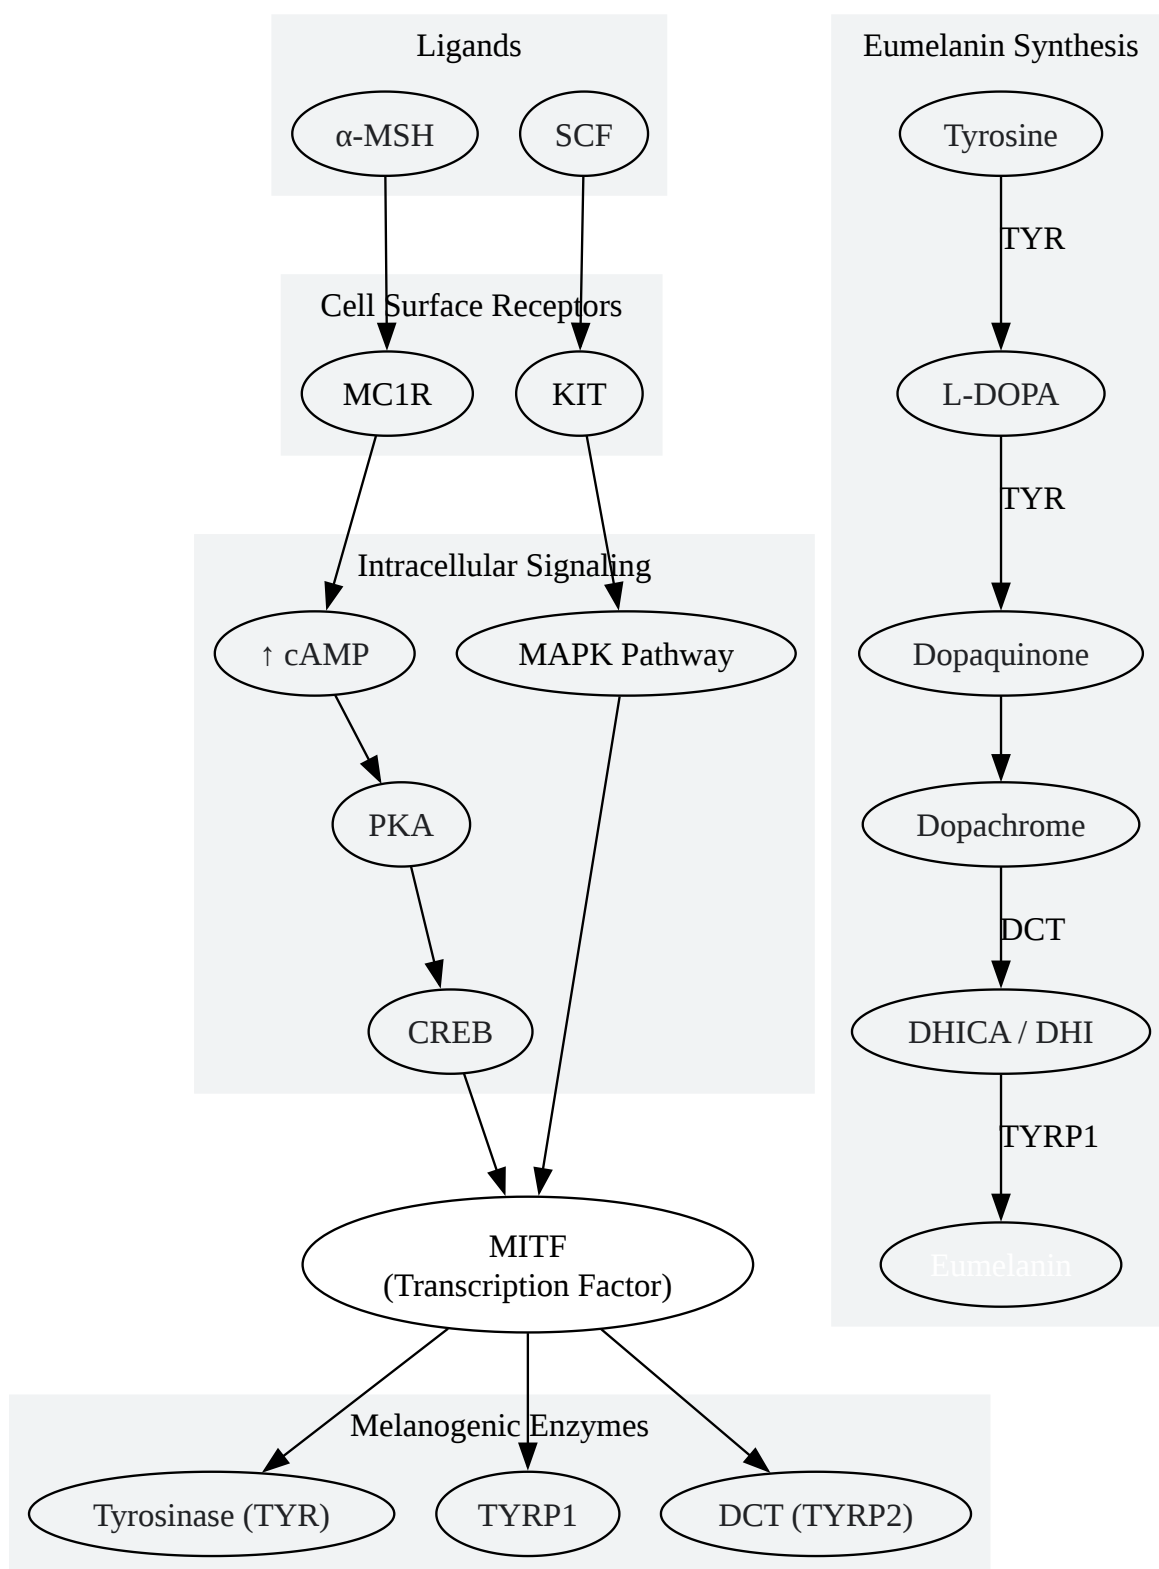 Ligands
α-MSH
SCF
Cell Surface Receptors
MC1R
KIT
Intracellular Signaling
↑ cAMP
MAPK Pathway
PKA
CREB
MITF
(Transcription Factor)
Melanogenic Enzymes
Tyrosinase (TYR)
TYRP1
DCT (TYRP2)
Eumelanin Synthesis
Tyrosine
TYR
L-DOPA
TYR
Dopaquinone
Dopachrome
DCT
DHICA / DHI
TYRP1
Eumelanin